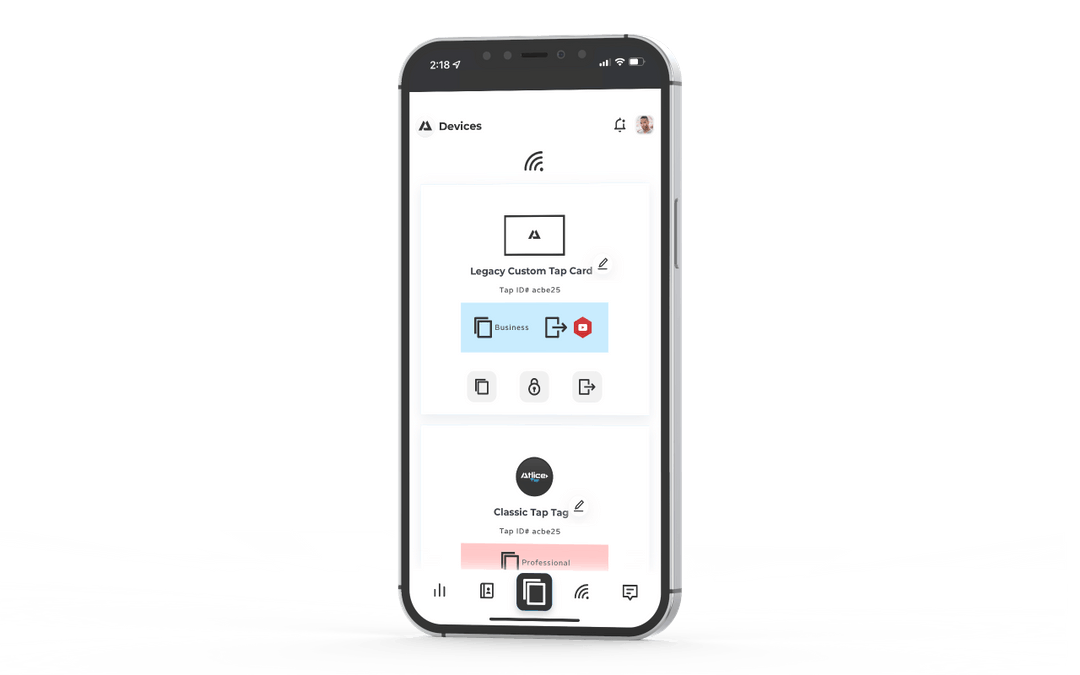 2:18
Devices
Legacy Custom Tap Card
Tap ID# acbe25
Business
Atlice
Tap
Classic Tap Tag
Tap ID# acbe25
Professional